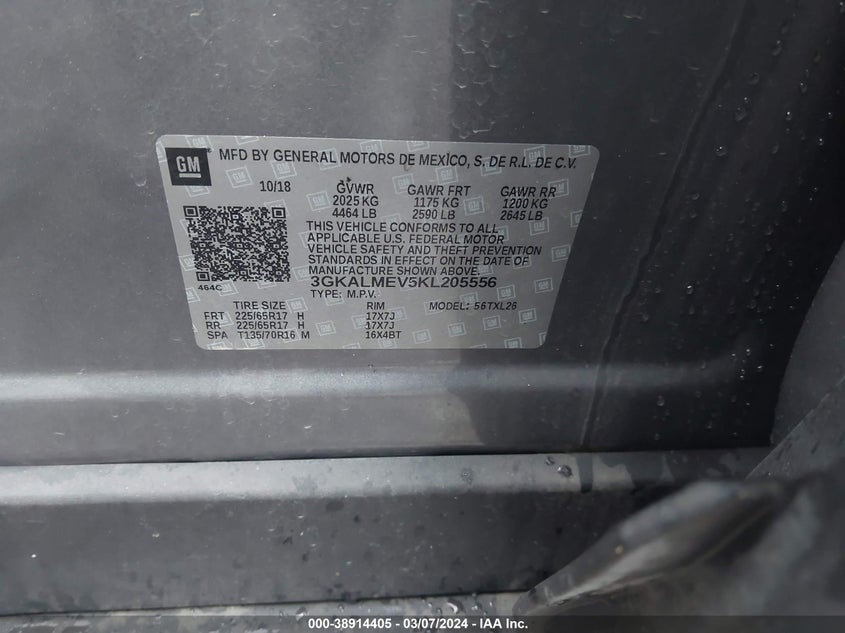 GM MFD BY GENERAL MOTORS DE MEXICO, S. DE R.L. DE C.V.
10/18 GVWR GAWR FRT GAWR RR
2025 KG 1175 KG 1200 KG
4464 LB 2590 LB 2645 LB
THIS VEHICLE CONFORMS TO ALL
APPLICABLE U.S. FEDERAL MOTOR
VEHICLE SAFETY AND THEFT PREVENTION
STANDARDS IN EFFECT ON THE DATE OF
MANUFACTURE SHOWN ABOVE.
464C 3GKALMEV5KL205556
TYPE: M.P.V. MODEL: 56TXL26
TIRE SIZE RIM
FRT 225/65R17 H 17X7J
RR 225/65R17 H 17X7J
SPA T135/70R16 M 16X4BT
000-38914405 - 03/07/2024 - IAAI.com